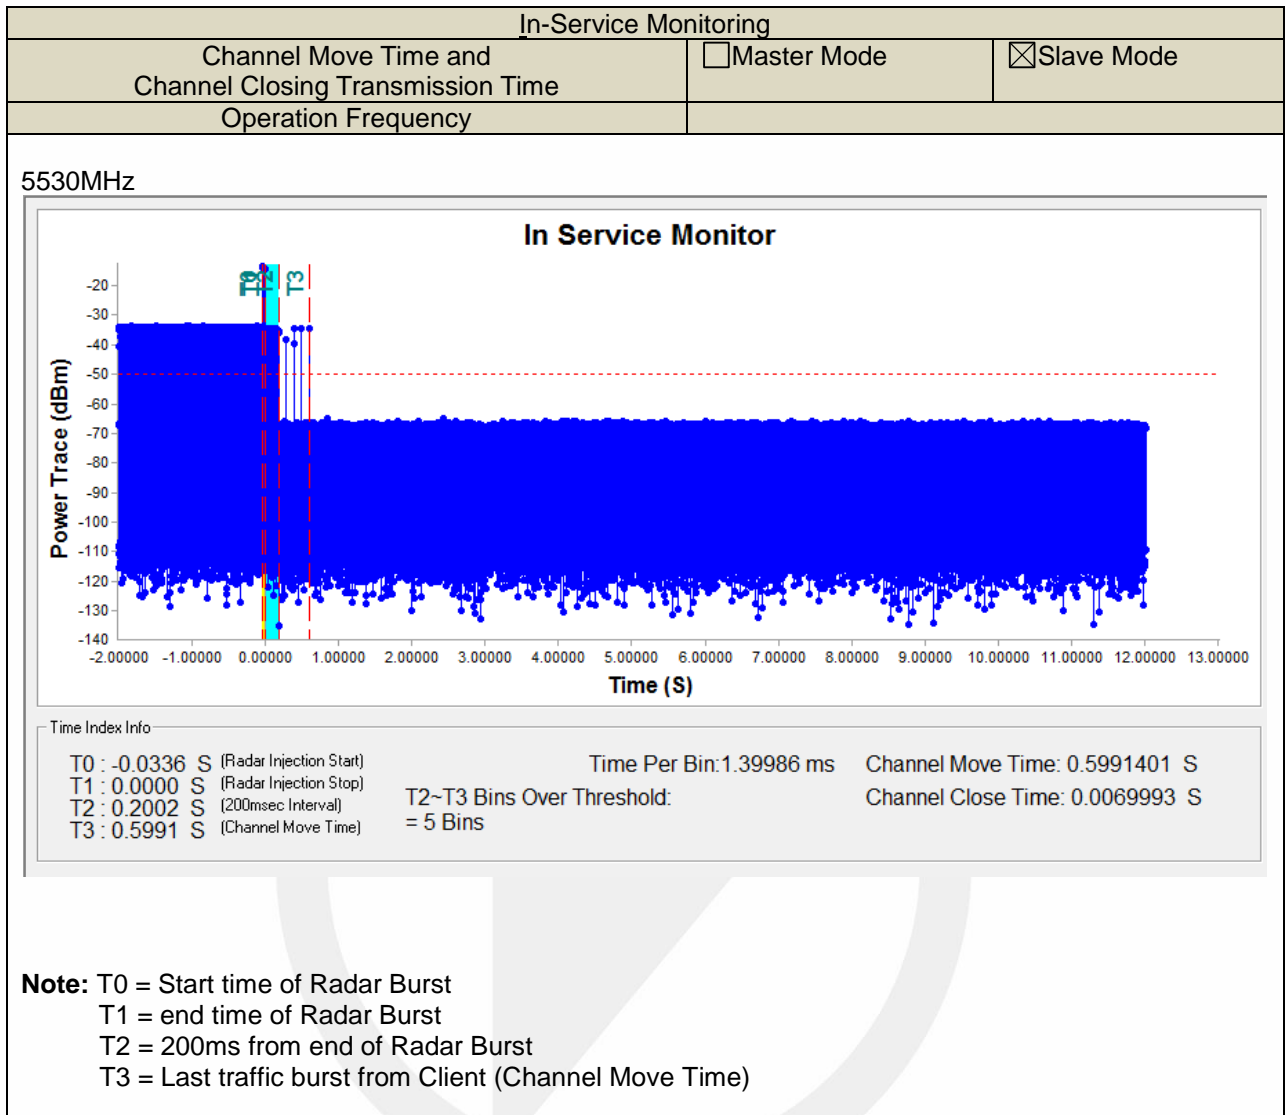 In-Service Monitoring
Channel Move Time and
Channel Closing Transmission Time
Master Mode
Slave Mode
Operation Frequency
5530MHz
In Service Monitor
T0
T2
T3
Power Trace (dBm)
-20
-30
-40
-50
-60
-70
-80
-90
-100
-110
-120
-130
-140
-2.00000 -1.00000 0.00000 1.00000 2.00000 3.00000 4.00000 5.00000 6.00000 7.00000 8.00000 9.00000 10.00000 11.00000 12.00000 13.00000
Time (S)
Time Index Info
T0 : -0.0336 S (Radar Injection Start)
T1 : 0.0000 S (Radar Injection Stop)
T2 : 0.2002 S (200msec Interval)
T3 : 0.5991 S (Channel Move Time)
Time Per Bin:1.39986 ms
T2~T3 Bins Over Threshold:
= 5 Bins
Channel Move Time: 0.5991401 S
Channel Close Time: 0.0069993 S
Note: T0 = Start time of Radar Burst
T1 = end time of Radar Burst
T2 = 200ms from end of Radar Burst
T3 = Last traffic burst from Client (Channel Move Time)